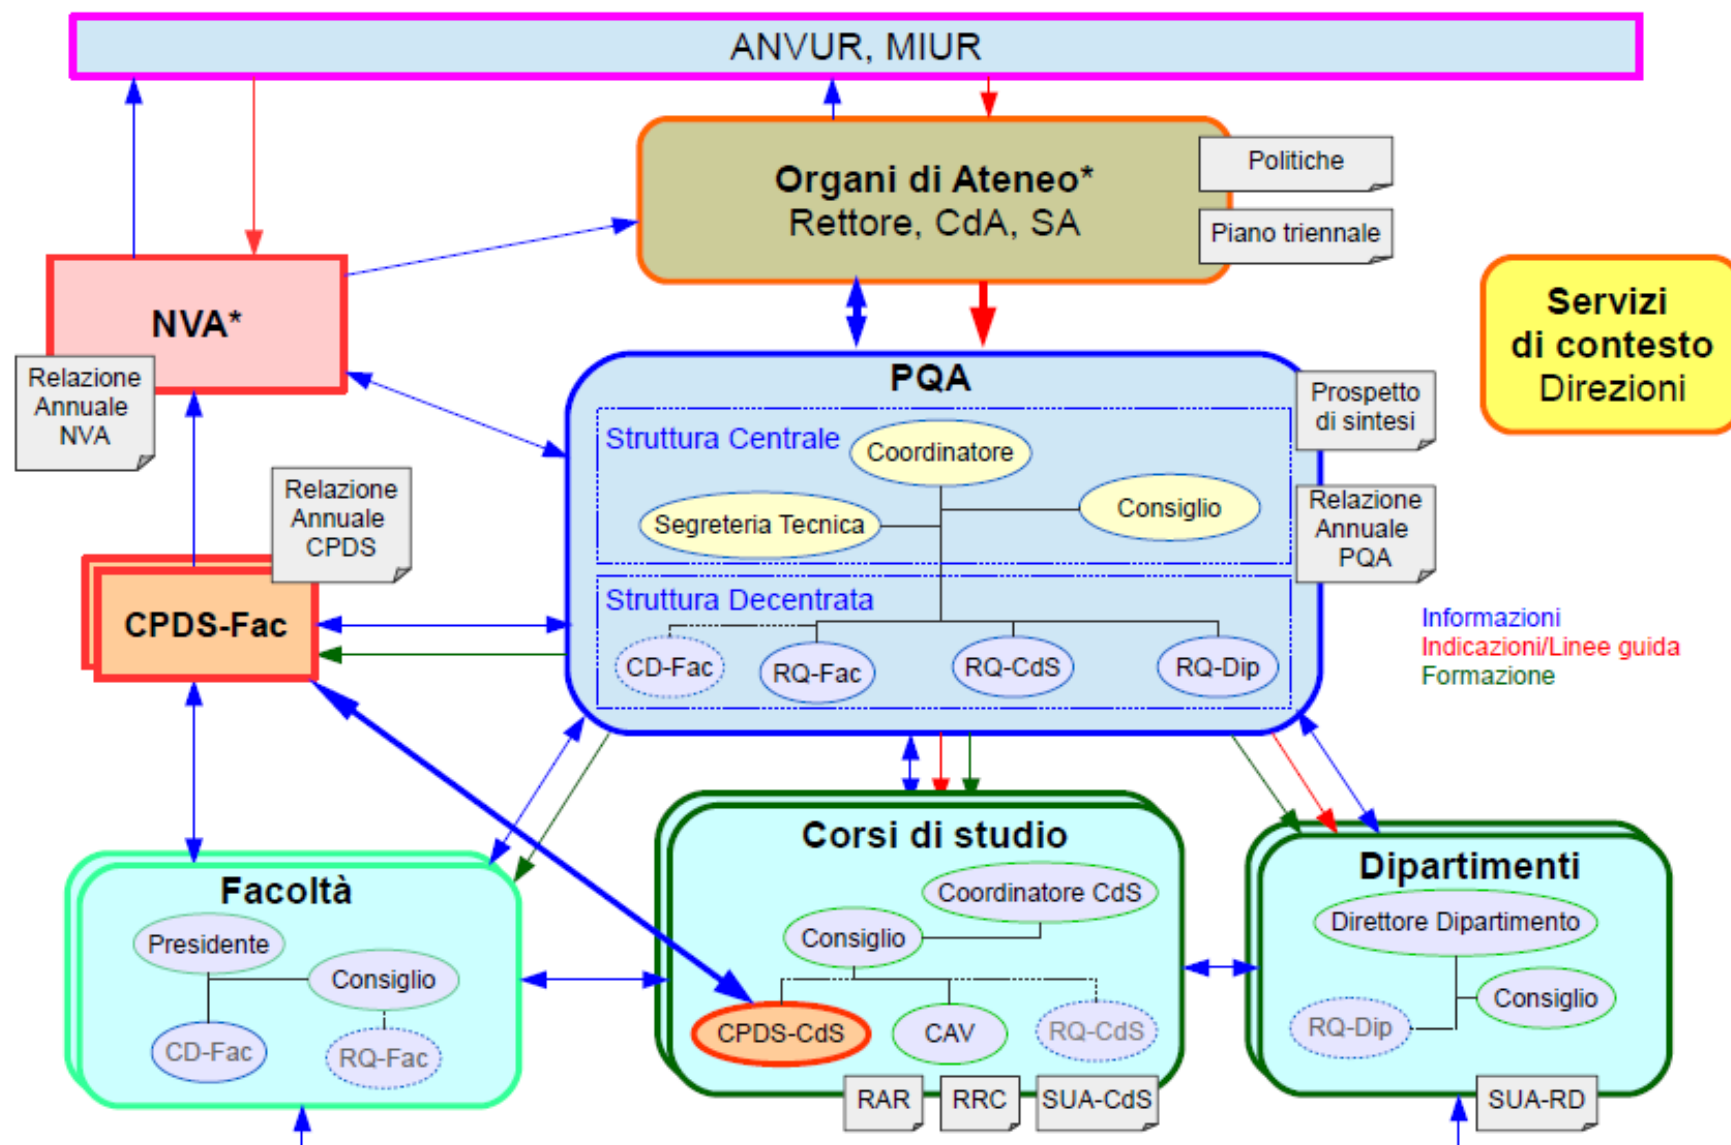 ANVUR, MIUR
Organi di Ateneo*
Rettore, CdA, SA
Politiche
Piano triennale
NVA*
Relazione
Annuale
NVA
Servizi
di contesto
Direzioni
PQA
Prospetto
di sintesi
Struttura Centrale
Coordinatore
Segreteria Tecnica
Consiglio
Relazione
Annuale
PQA
Relazione
Annuale
CPDS
CPDS-Fac
Struttura Decentrata
CD-Fac
RQ-Fac
RQ-CdS
RQ-Dip
Informazioni
Indicazioni/Linee guida
Formazione
Facoltà
Presidente
Consiglio
CD-Fac
RQ-Fac
Corsi di studio
Coordinatore CdS
Consiglio
CPDS-CdS
CAV
RQ-CdS
RAR
RRC
SUA-CdS
Dipartimenti
Direttore Dipartimento
Consiglio
RQ-Dip
SUA-RD